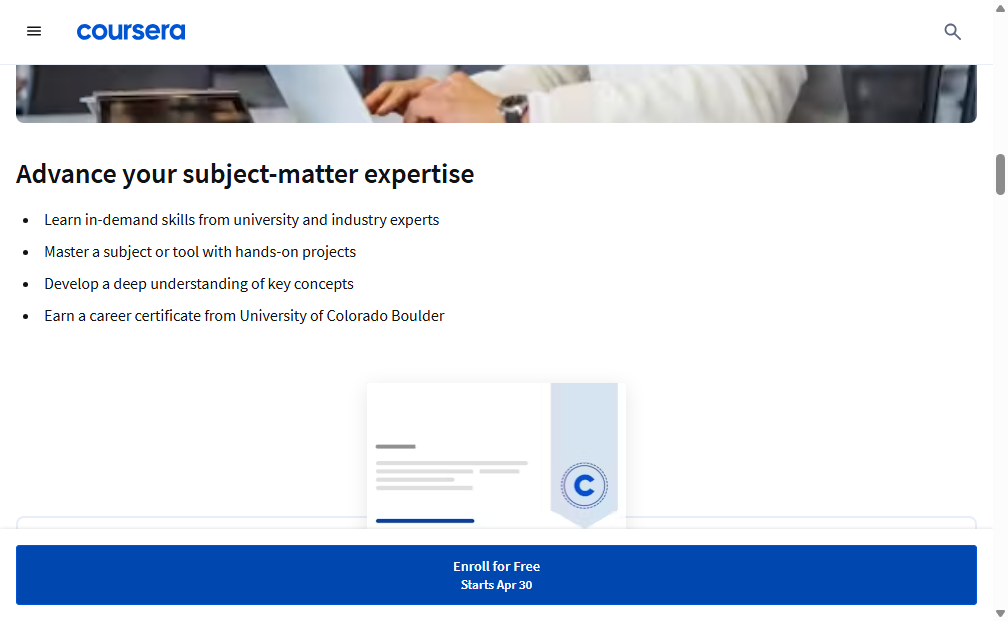 coursera
Advance your subject-matter expertise
Learn in-demand skills from university and industry experts
Master a subject or tool with hands-on projects
Develop a deep understanding of key concepts
Earn a career certificate from University of Colorado Boulder
C
Enroll for Free
Starts Apr 30